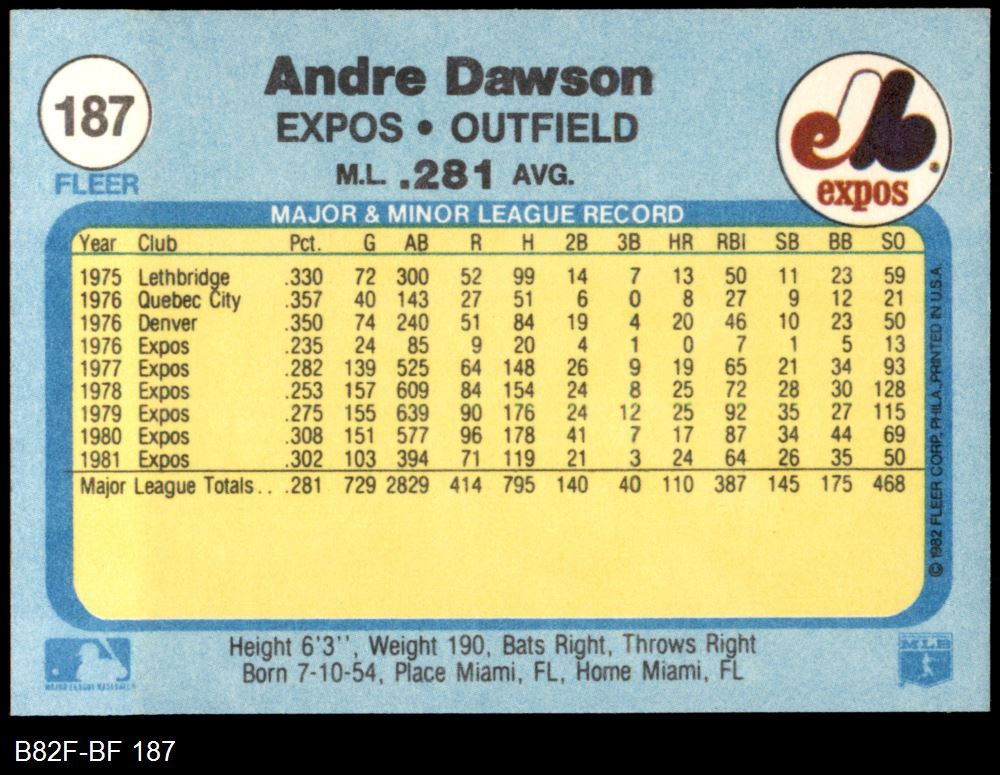 187
FLEER
Andre Dawson
EXPOS • OUTFIELD
M.L. .281 AVG.
expos
MAJOR & MINOR LEAGUE RECORD
Year Club Pct. G AB R H 2B 3B HR RBI SB BB SO
1975 Lethbridge .330 72 300 52 99 14 7 13 50 11 23 59
1976 Quebec City .357 40 143 27 51 6 0 8 27 9 12 21
1976 Denver .350 74 240 51 84 19 4 20 46 10 23 50
1976 Expos .235 24 85 9 20 4 1 0 7 1 5 13
1977 Expos .282 139 525 64 148 26 9 19 65 21 34 93
1978 Expos .253 157 609 84 154 24 8 25 72 28 30 128
1979 Expos .275 155 639 90 176 24 12 25 92 35 27 115
1980 Expos .308 151 577 96 178 41 7 17 87 34 44 69
1981 Expos .302 103 394 71 119 21 3 24 64 26 35 50
Major League Totals. . . .281 729 2829 414 795 140 40 110 387 145 175 468
© 1982 FLEER CORP, PHILA., PRINTED IN U.S.A.
Height 6'3'', Weight 190, Bats Right, Throws Right
Born 7-10-54, Place Miami, FL, Home Miami, FL
MAJOR LEAGUE BASEBALL
MLB
B82F-BF 187